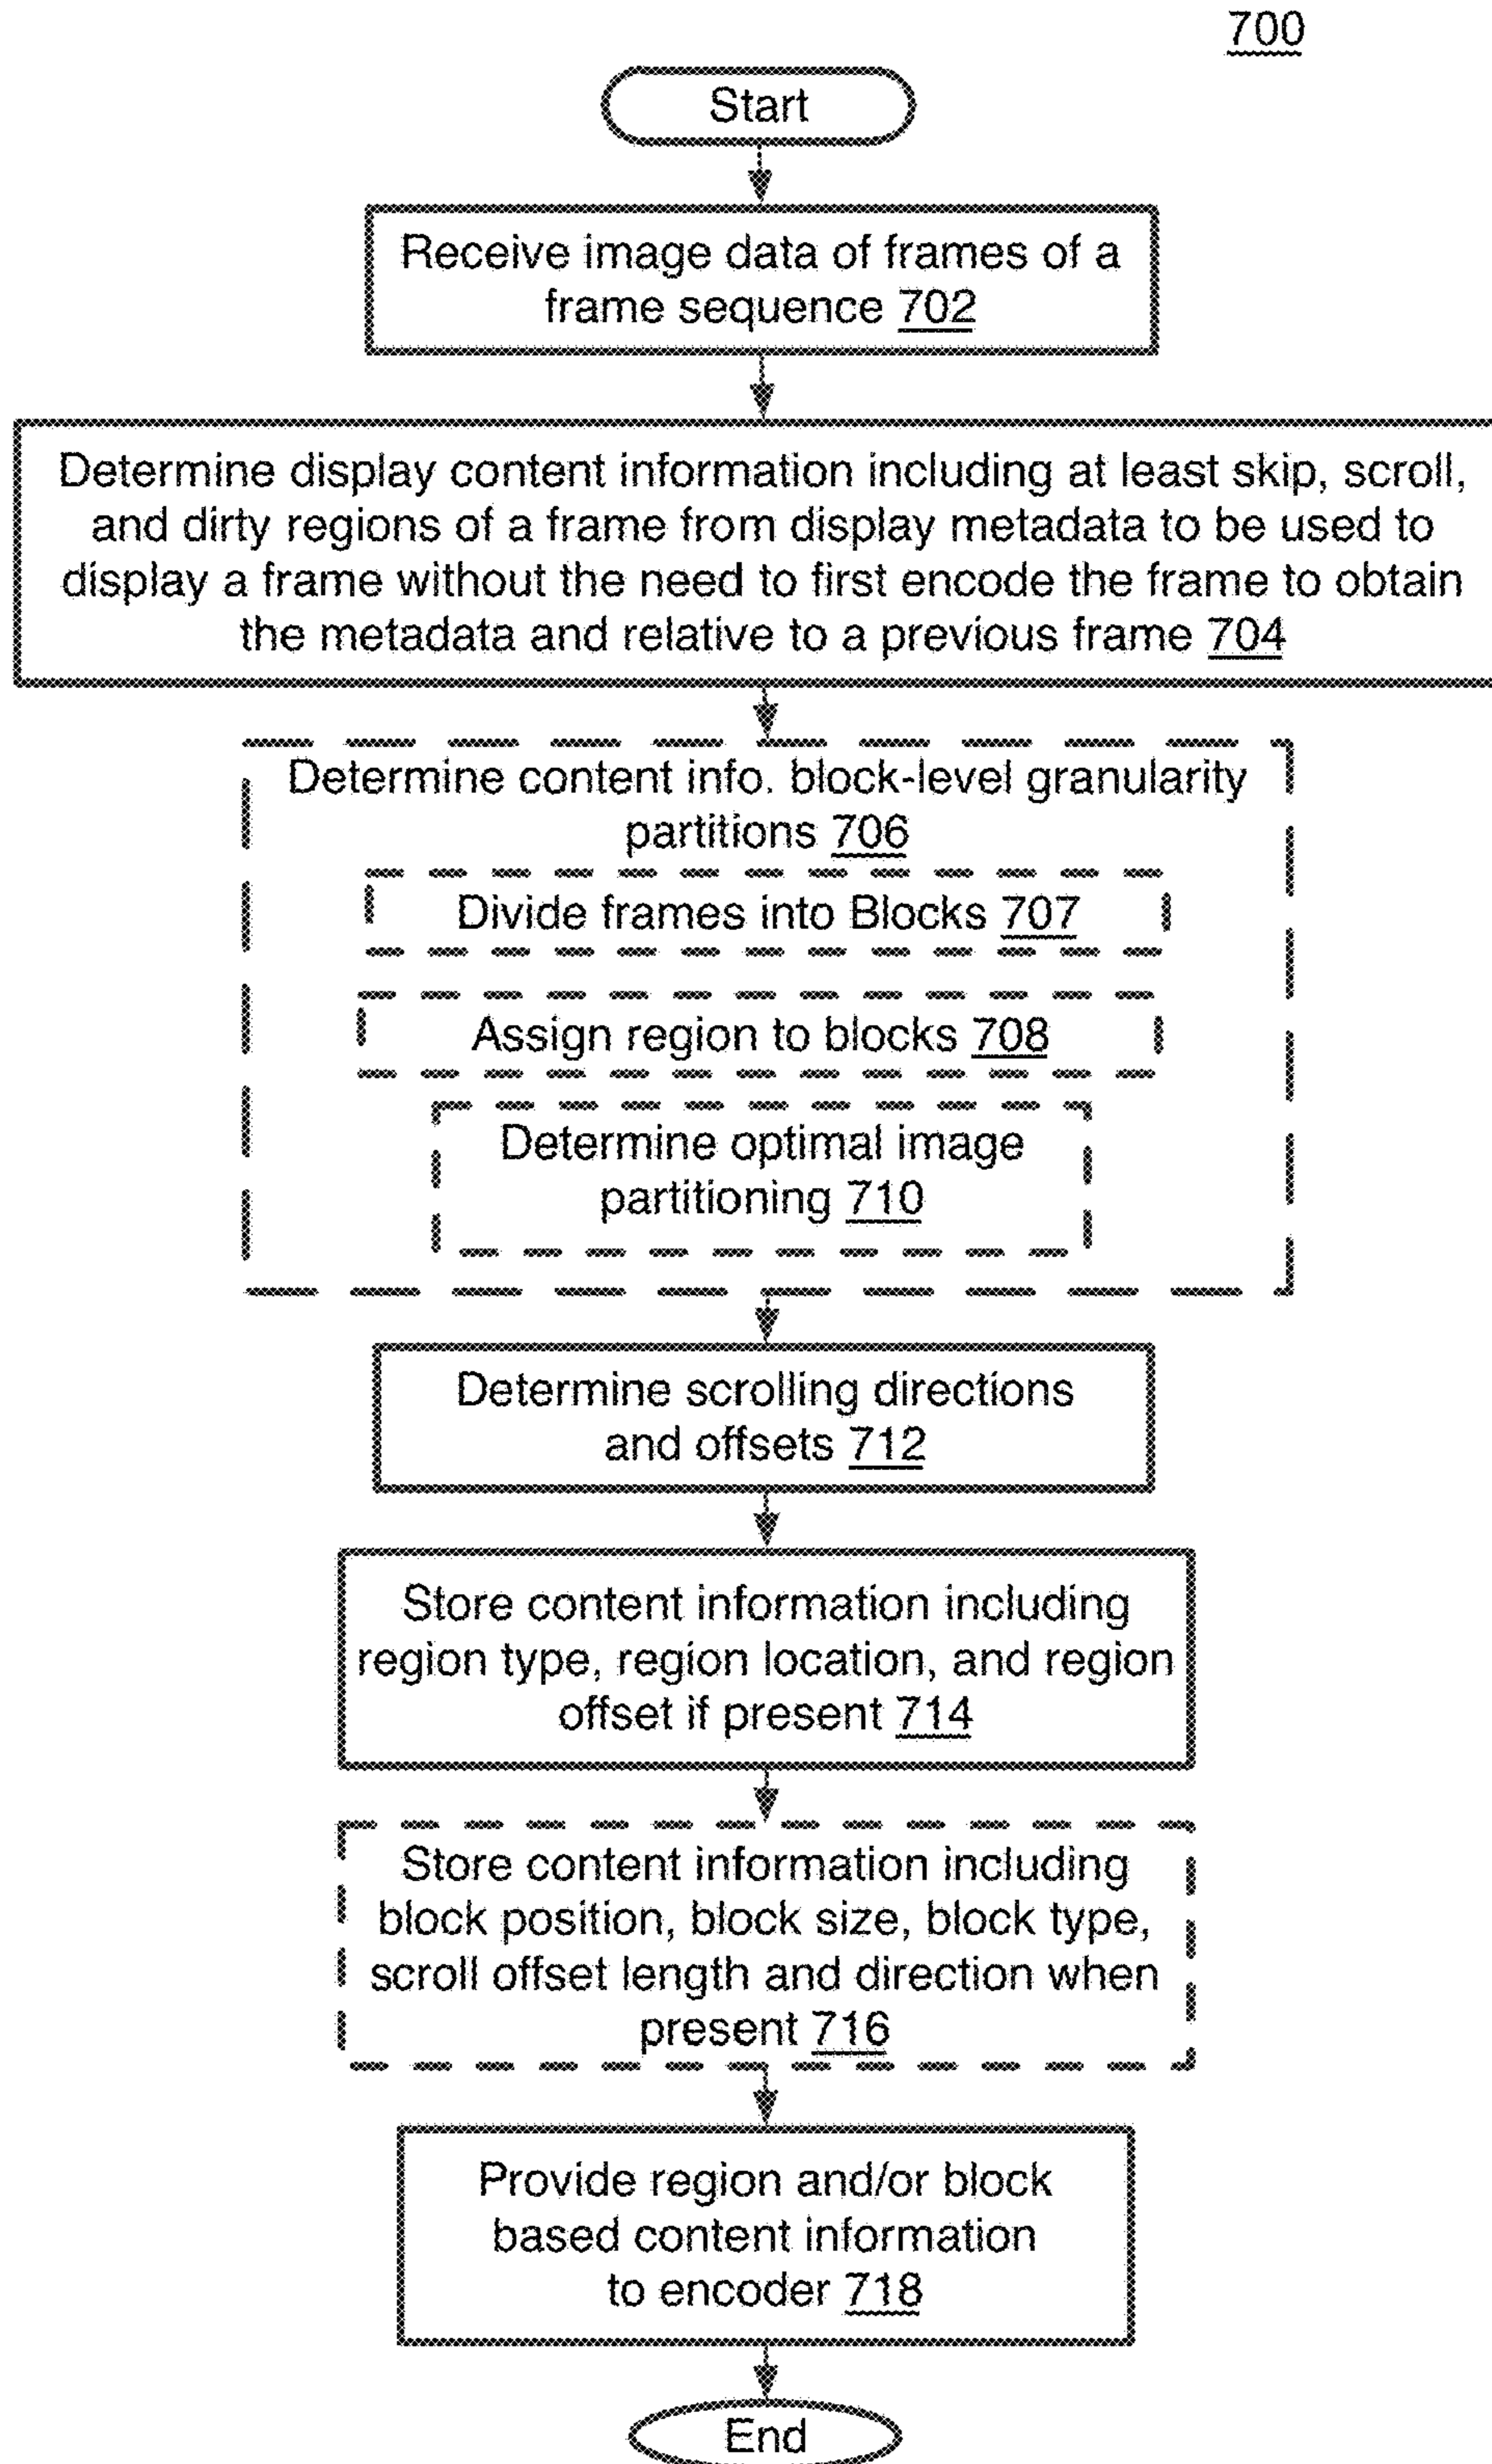 700
Start
Receive image data of frames of a
frame sequence 702
Determine display content information including at least skip, scroll,
and dirty regions of a frame from display metadata to be used to
display a frame without the need to first encode the frame to obtain
the metadata and relative to a previous frame 704
Determine content info. block-level granularity
partitions 706
Divide frames into Blocks 707
Assign region to blocks 708
Determine optimal image
partitioning 710
Determine scrolling directions
and offsets 712
Store content information including
region type, region location, and region
offset if present 714
Store content information including
block position, block size, block type,
scroll offset length and direction when
present 716
Provide region and/or block
based content information
to encoder 718
End